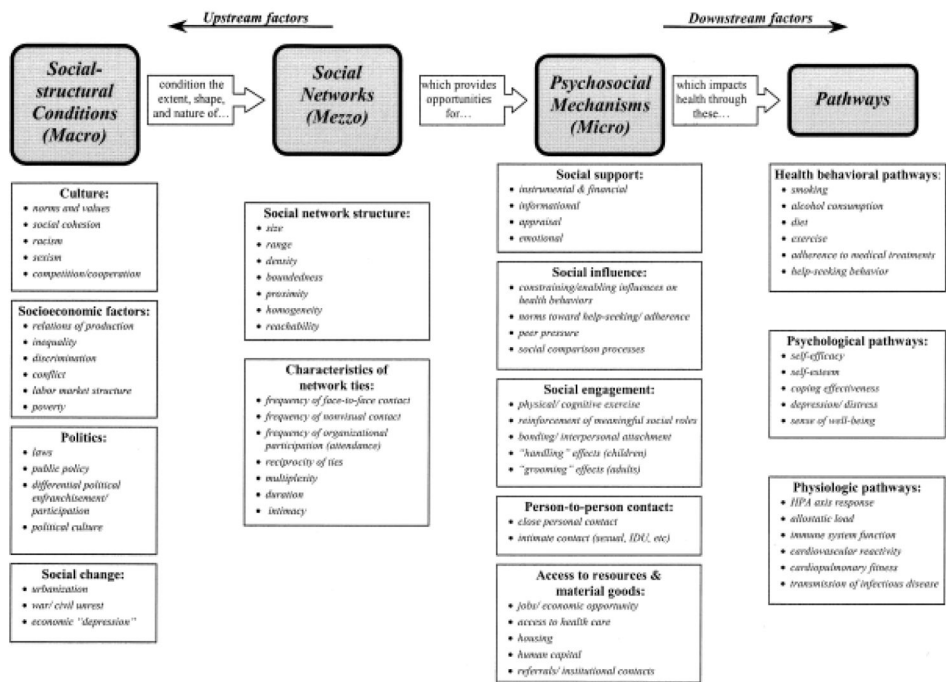 Upstream factors
Downstream factors
Social-
structural
Conditions
(Macro)
condition the
extent, shape,
and nature of…
Social
Networks
(Mezzo)
which provides
opportunities
for…
Psychosocial
Mechanisms
(Micro)
which impacts
health through
these…
Pathways
Culture:
• norms and values
• social cohesion
• racism
• sexism
• competition/cooperation
Socioeconomic factors:
• relations of production
• inequality
• discrimination
• conflict
• labor market structure
• poverty
Politics:
• laws
• public policy
• differential political
enfranchisement/
participation
• political culture
Social change:
• urbanization
• war/ civil unrest
• economic "depression"
Social network structure:
• size
• range
• density
• boundedness
• proximity
• homogeneity
• reachability
Characteristics of
network ties:
• frequency of face-to-face contact
• frequency of nonvisual contact
• frequency of organizational
participation (attendance)
• reciprocity of ties
• multiplexity
• duration
• intimacy
Social support:
• instrumental & financial
• informational
• appraisal
• emotional
Social influence:
• constraining/enabling influences on
health behaviors
• norms toward help-seeking/ adherence
• peer pressure
• social comparison processes
Social engagement:
• physical/ cognitive exercise
• reinforcement of meaningful social roles
• bonding/ interpersonal attachment
• "handling" effects (children)
• "grooming" effects (adults)
Person-to-person contact:
• close personal contact
• intimate contact (sexual, IDU, etc)
Access to resources &
material goods:
• jobs/ economic opportunity
• access to health care
• housing
• human capital
• referrals/ institutional contacts
Health behavioral pathways:
• smoking
• alcohol consumption
• diet
• exercise
• adherence to medical treatments
• help-seeking behavior
Psychological pathways:
• self-efficacy
• self-esteem
• coping effectiveness
• depression/ distress
• sense of well-being
Physiologic pathways:
• HPA axis response
• allostatic load
• immune system function
• cardiovascular reactivity
• cardiopulmonary fitness
• transmission of infectious disease